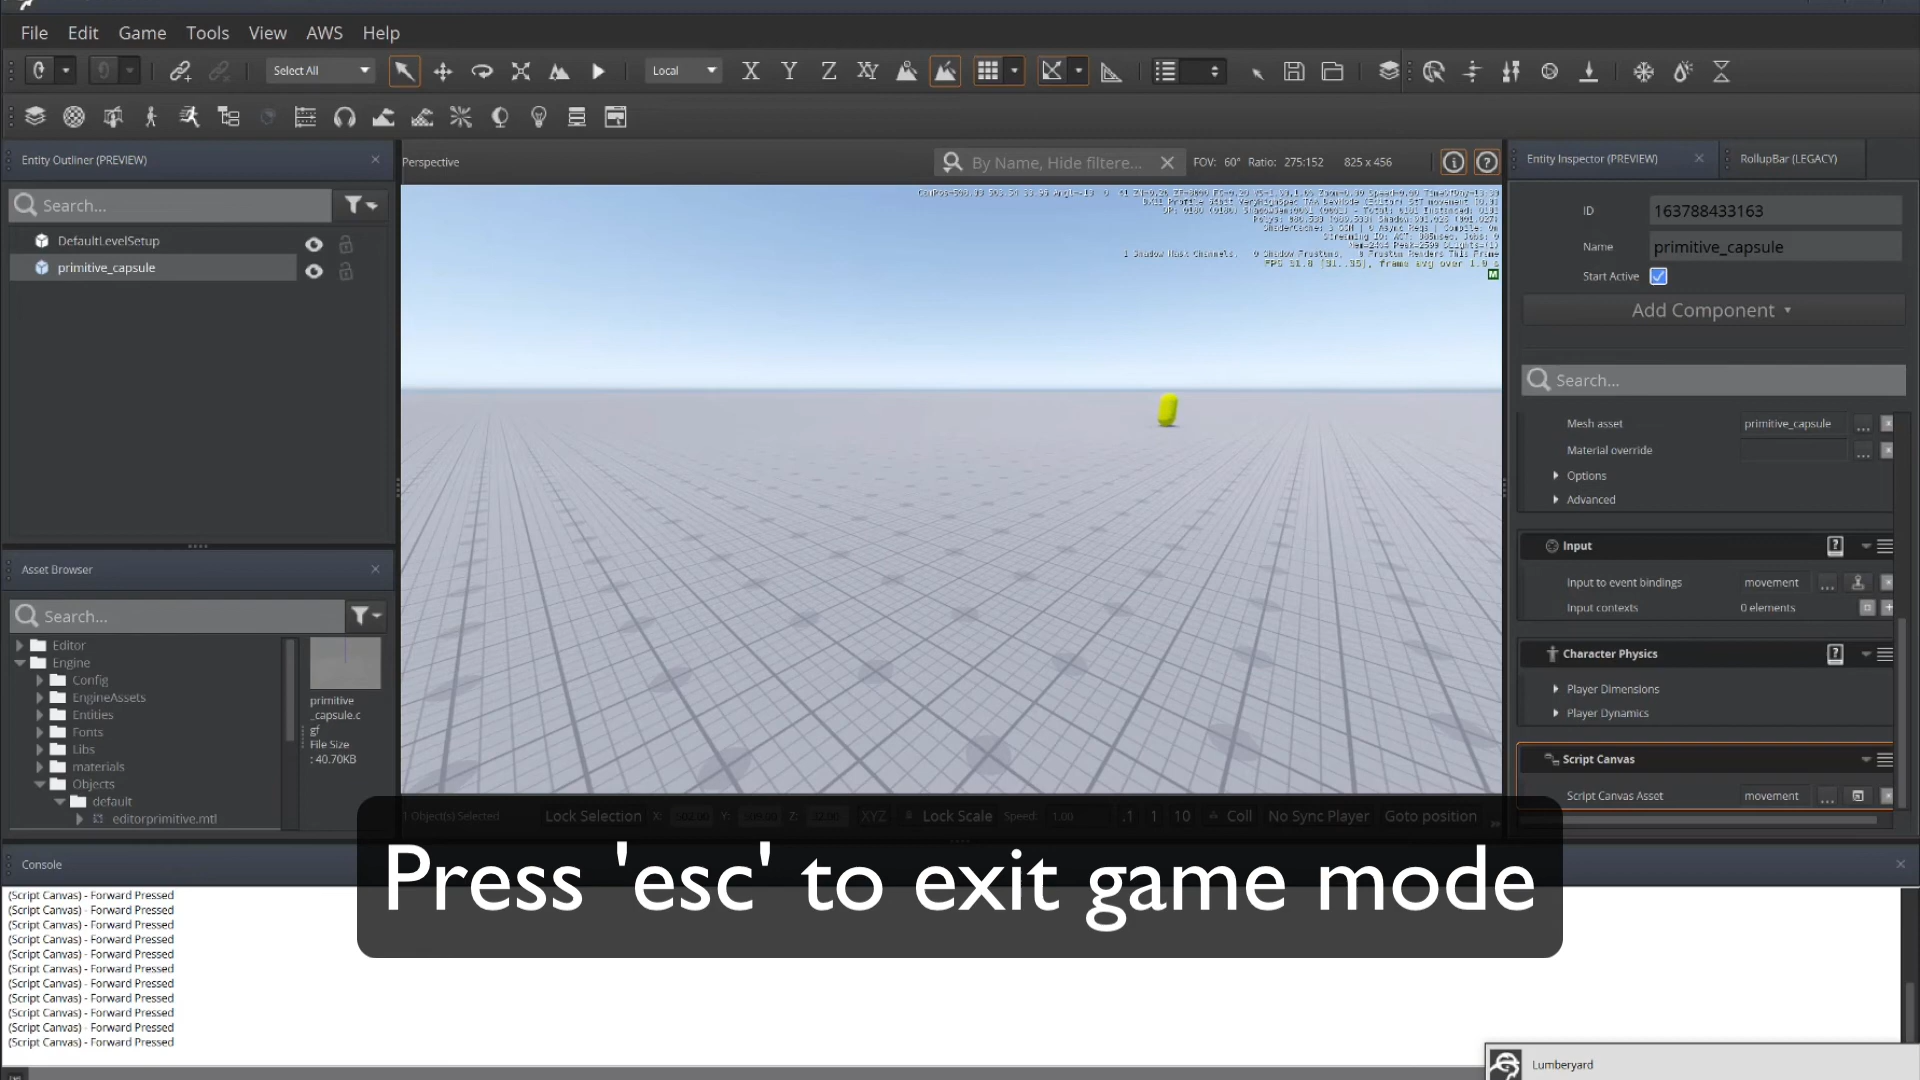 File Edit Game Tools View AWS Help
Select All
Local
X Y Z XY
Entity Outliner (PREVIEW)
Search...
DefaultLevelSetup
primitive_capsule
Perspective
By Name, Hide filtere...
FOV: 60° Ratio: 275:152 825 x 456
Entity Inspector (PREVIEW)
RollupBar (LEGACY)
ID 163788433163
Name primitive_capsule
Start Active
Add Component
Search...
Mesh asset primitive_capsule ...
Material override ...
Options
Advanced
Input
Input to event bindings movement ...
Input contexts 0 elements
Character Physics
Player Dimensions
Player Dynamics
Script Canvas
Script Canvas Asset movement ...
Asset Browser
Search...
Editor
Engine
Config
EngineAssets
Entities
Fonts
Libs
materials
Objects
default
editorprimitive.mtl
primitive
_capsule.c
gf
File Size
: 40.70KB
1 Object(s) Selected Lock Selection X: Y: Z: XYZ Lock Scale Speed: 1.00 .1 1 10 Coll No Sync Player Goto position
Press 'esc' to exit game mode
Console
(Script Canvas) - Forward Pressed
(Script Canvas) - Forward Pressed
(Script Canvas) - Forward Pressed
(Script Canvas) - Forward Pressed
(Script Canvas) - Forward Pressed
(Script Canvas) - Forward Pressed
(Script Canvas) - Forward Pressed
(Script Canvas) - Forward Pressed
(Script Canvas) - Forward Pressed
(Script Canvas) - Forward Pressed
(Script Canvas) - Forward Pressed
Lumberyard